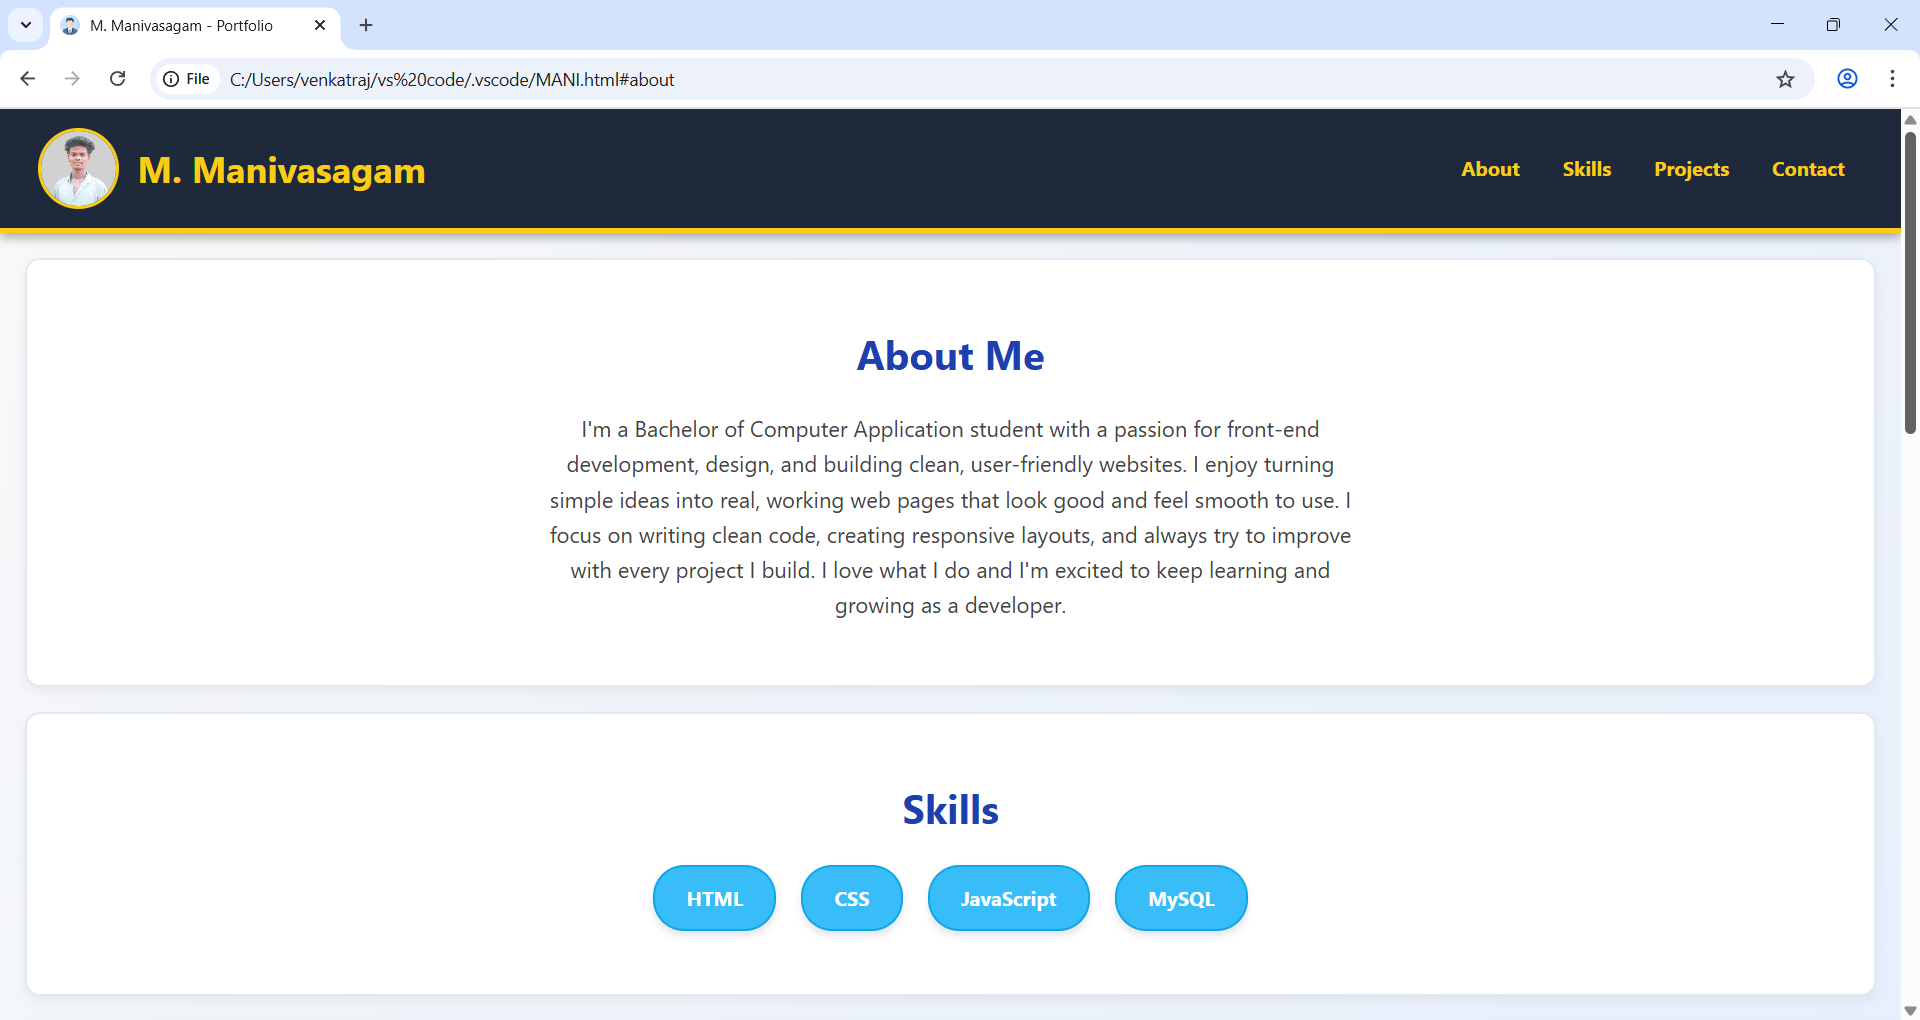 M. Manivasagam - Portfolio
File
C:/Users/venkatraj/vs%20code/.vscode/MANI.html#about
M. Manivasagam
About
Skills
Projects
Contact
About Me
I'm a Bachelor of Computer Application student with a passion for front-end
development, design, and building clean, user-friendly websites. I enjoy turning
simple ideas into real, working web pages that look good and feel smooth to use. I
focus on writing clean code, creating responsive layouts, and always try to improve
with every project I build. I love what I do and I'm excited to keep learning and
growing as a developer.
Skills
HTML
CSS
JavaScript
MySQL